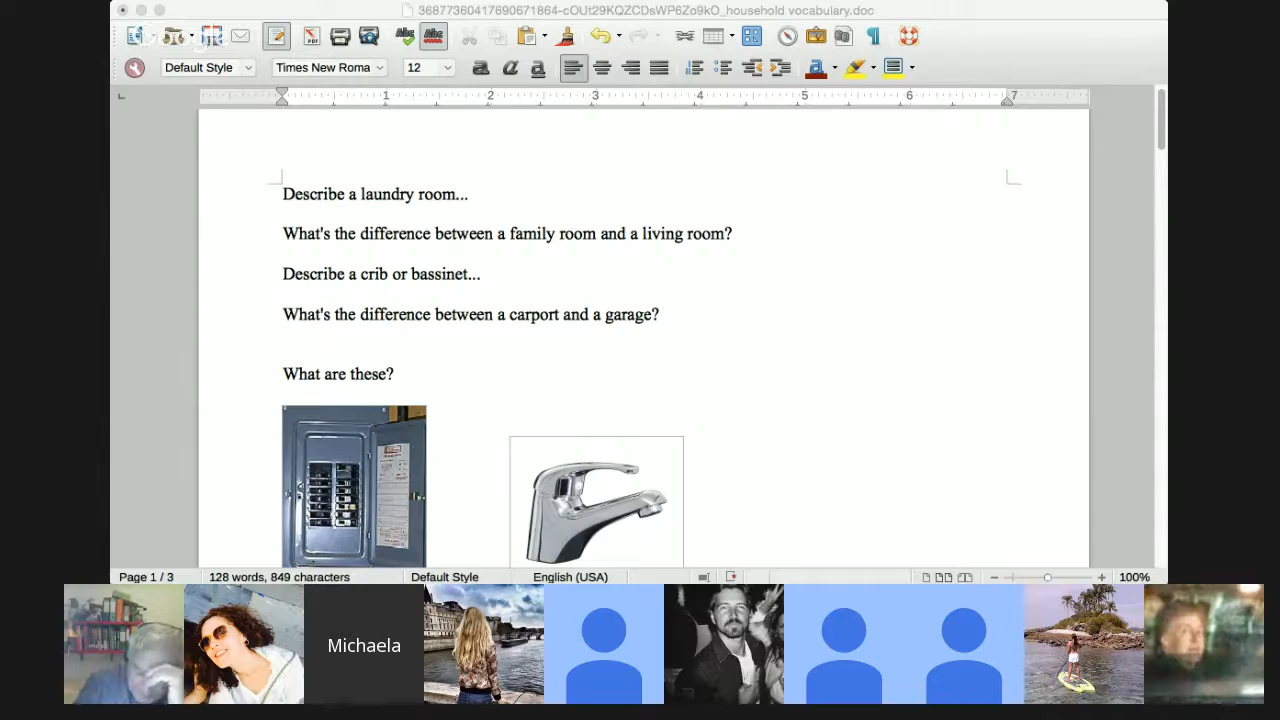 36877360417690671864-cOUt29KQZCDsWP6Zo9kO_household vocabulary.doc
Google
Default Style
Times New Roma
12
1 2 3 4 5 6 7
Describe a laundry room...
What's the difference between a family room and a living room?
Describe a crib or bassinet...
What's the difference between a carport and a garage?
What are these?
Page 1 / 3
128 words, 849 characters
Default Style
English (USA)
100%
Michaela